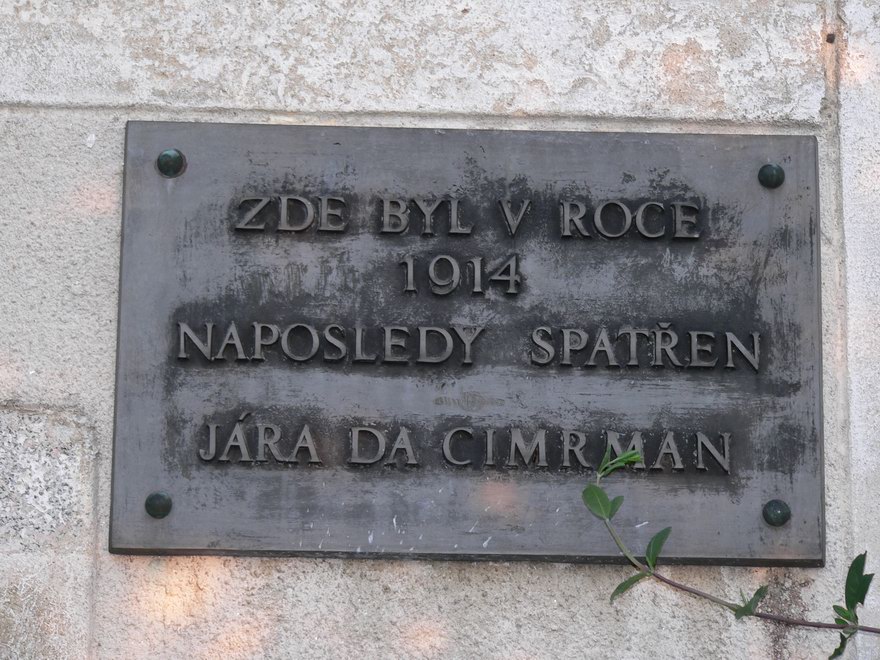 ZDE BYL V ROCE
1914
NAPOSLEDY SPATŘEN
JÁRA DA CIMRMAN